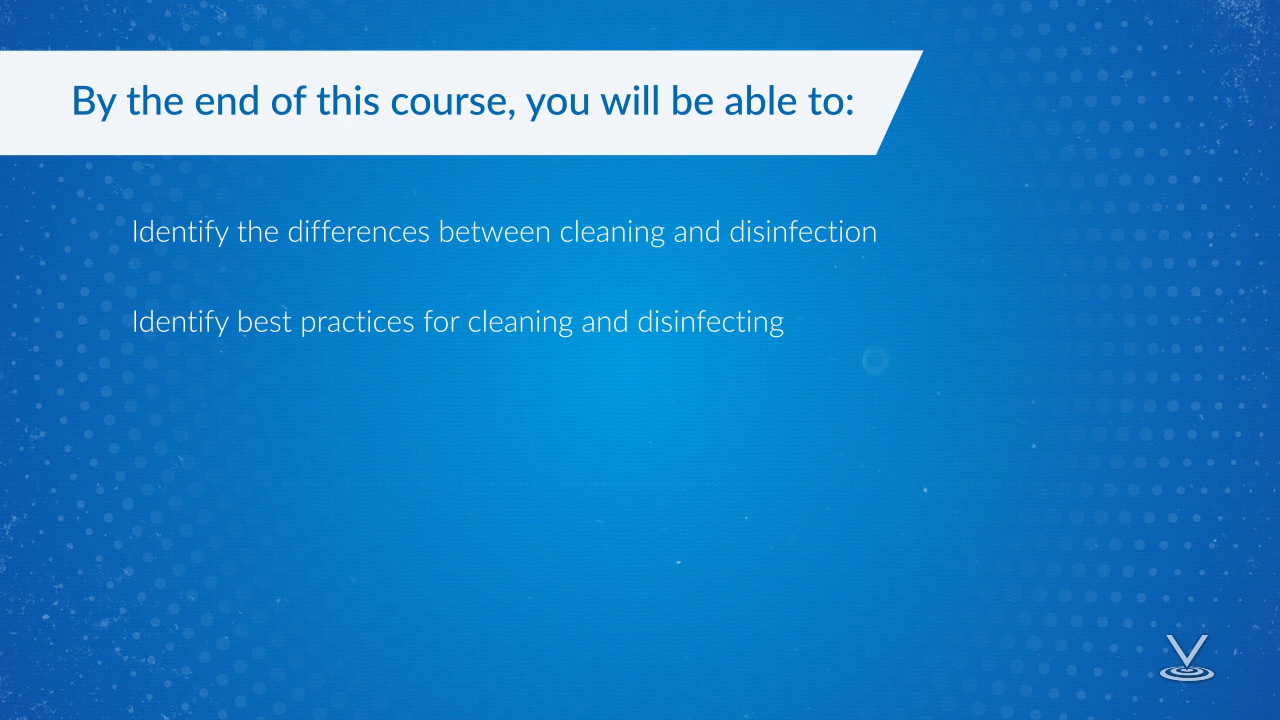 By the end of this course, you will be able to:
Identify the differences between cleaning and disinfection
Identify best practices for cleaning and disinfecting